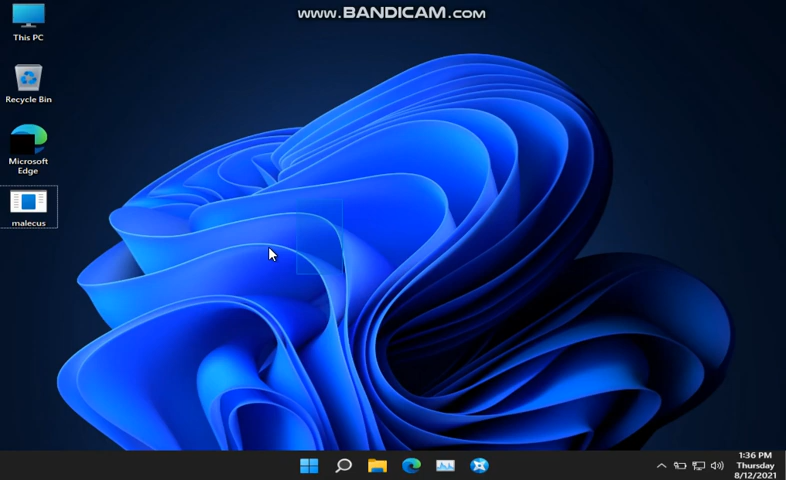 www.BANDICAM.com
This PC
Recycle Bin
Microsoft
Edge
malecus
1:36 PM
Thursday
8/12/2021